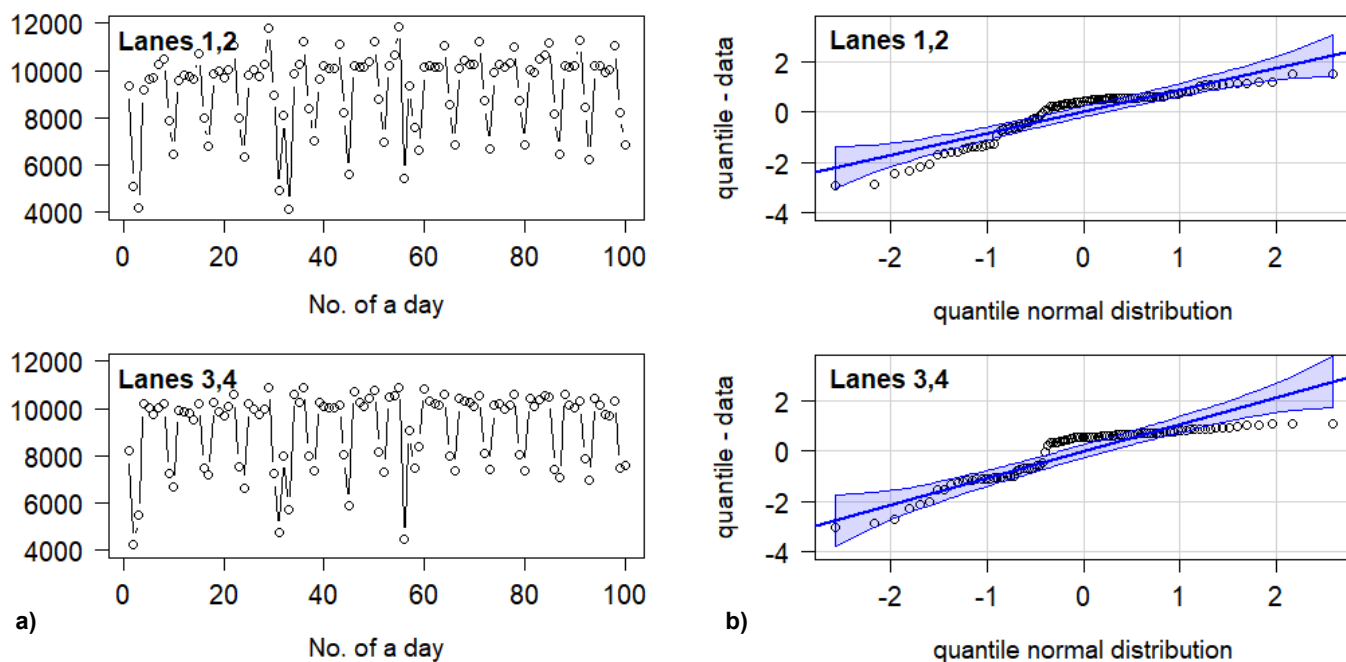 12000
10000
8000
6000
4000
Lanes 1,2
0 20 40 60 80 100
No. of a day
12000
10000
8000
6000
4000
Lanes 3,4
0 20 40 60 80 100
No. of a day
a)
quantile - data
2
0
-2
-4
Lanes 1,2
-2 -1 0 1 2
quantile normal distribution
quantile - data
2
0
-2
-4
Lanes 3,4
-2 -1 0 1 2
quantile normal distribution
b)